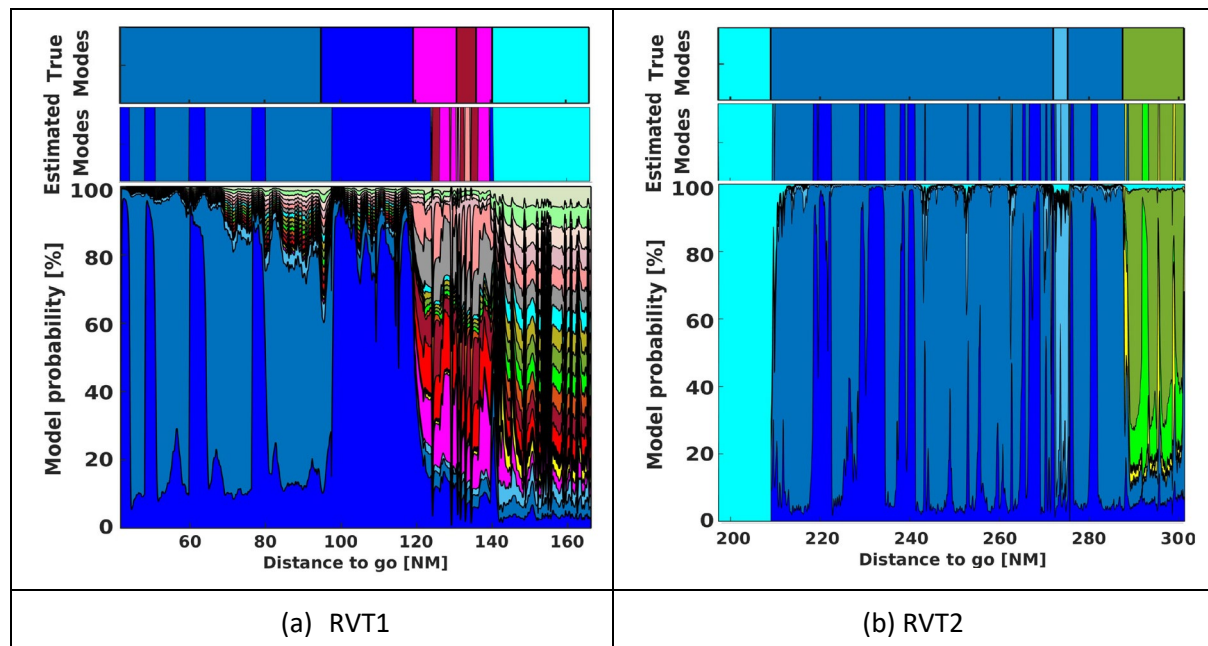 Estimated True
Modes Modes
100
80
60
40
20
0
Model probability [%]
60 80 100 120 140 160
Distance to go [NM]
(a) RVT1
Estimated True
Modes Modes
100
80
60
40
20
0
Model probability [%]
200 220 240 260 280 300
Distance to go [NM]
(b) RVT2